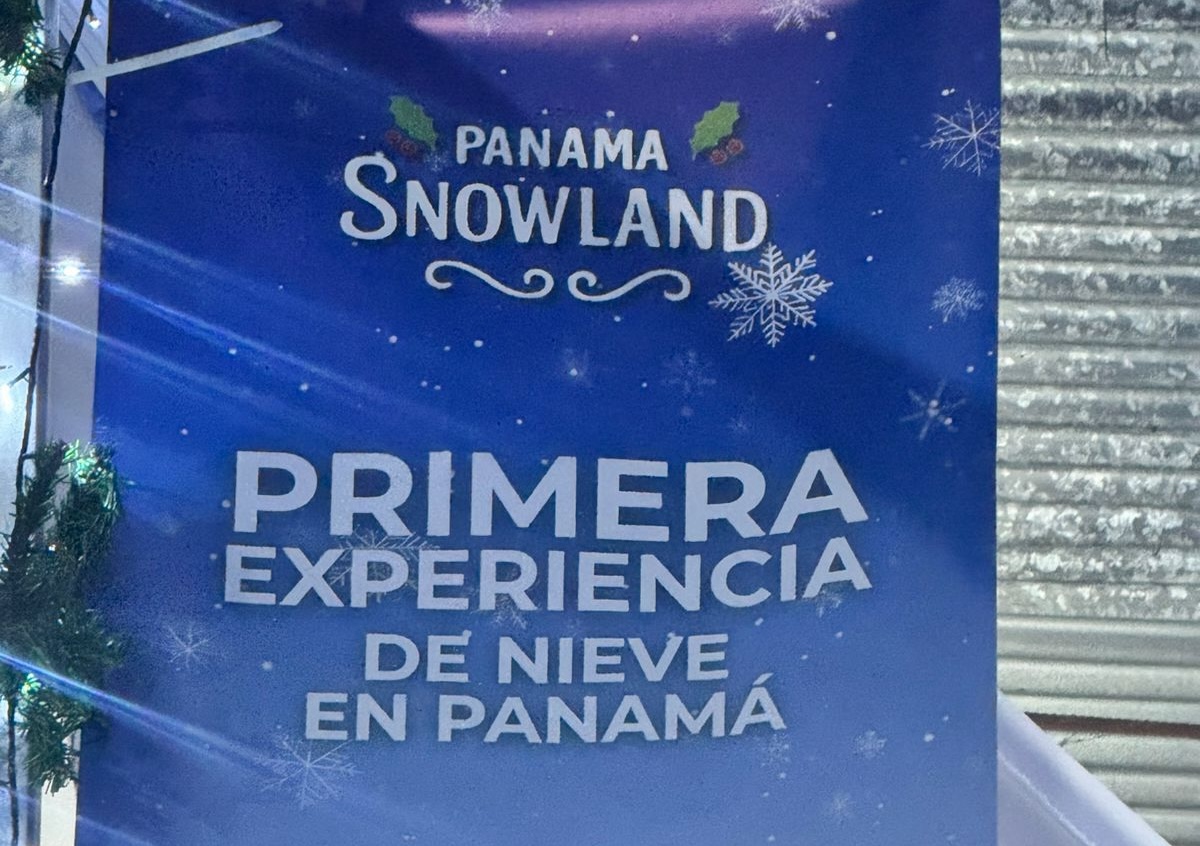 PANAMA
SNOWLAND
PRIMERA
EXPERIENCIA
DE NIEVE
EN PANAMÁ